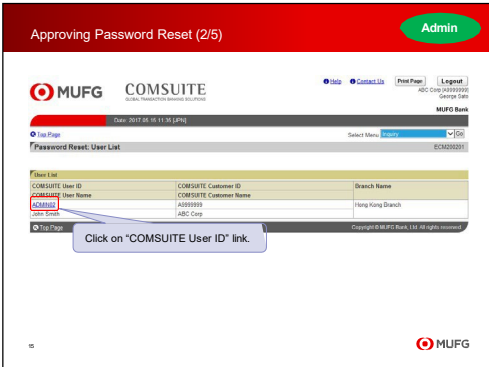 Approving Password Reset (2/5)
Admin
MUFG
COMSUITE
GLOBAL TRANSACTION BANKING SOLUTIONS
Help Contact Us Print Page Logout
ABC Corp [A9999999]
George Sato
MUFG Bank
Date 2017.05.16 11:35 [JPN]
Top Page
Select Menu Inquiry Go
Password Reset: User List
ECM200201
User List
COMSUITE User ID COMSUITE Customer ID Branch Name
COMSUITE User Name COMSUITE Customer Name
ADMIN02 A9999999 Hong Kong Branch
John Smith ABC Corp
Top Page
Copyright © MUFG Bank, Ltd. All rights reserved.
Click on “COMSUITE User ID” link.
15
MUFG